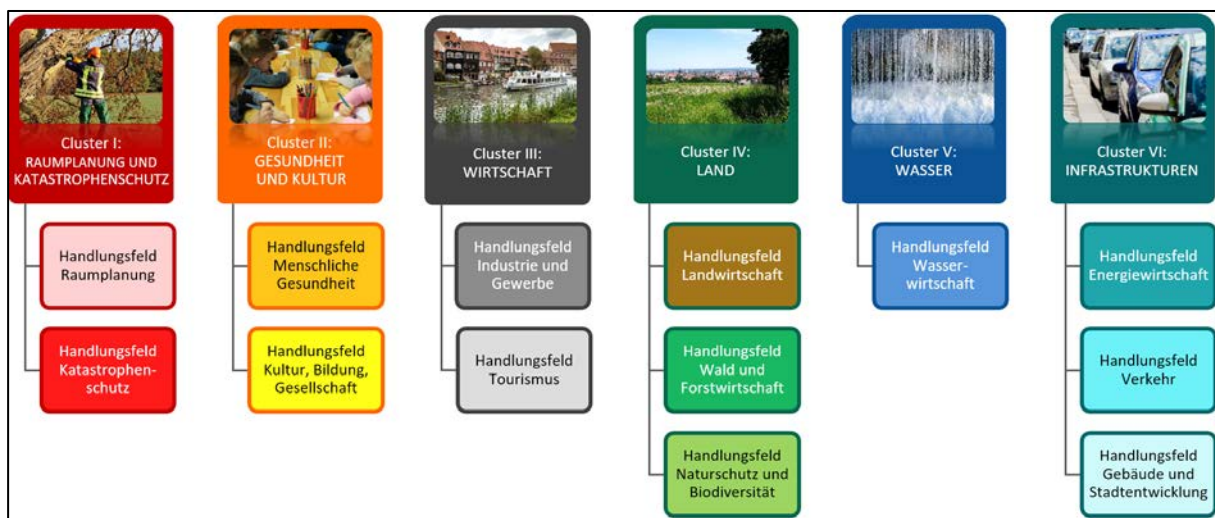 Cluster I:
RAUMPLANUNG UND
KATASTROPHENSCHUTZ
Handlungsfeld
Raumplanung
Handlungsfeld
Katastrophen-
schutz
Cluster II:
GESUNDHEIT
UND KULTUR
Handlungsfeld
Menschliche
Gesundheit
Handlungsfeld
Kultur, Bildung,
Gesellschaft
Cluster III:
WIRTSCHAFT
Handlungsfeld
Industrie und
Gewerbe
Handlungsfeld
Tourismus
Cluster IV:
LAND
Handlungsfeld
Landwirtschaft
Handlungsfeld
Wald und
Forstwirtschaft
Handlungsfeld
Naturschutz und
Biodiversität
Cluster V:
WASSER
Handlungsfeld
Wasser-
wirtschaft
Cluster VI:
INFRASTRUKTUREN
Handlungsfeld
Energiewirtschaft
Handlungsfeld
Verkehr
Handlungsfeld
Gebäude und
Stadtentwicklung